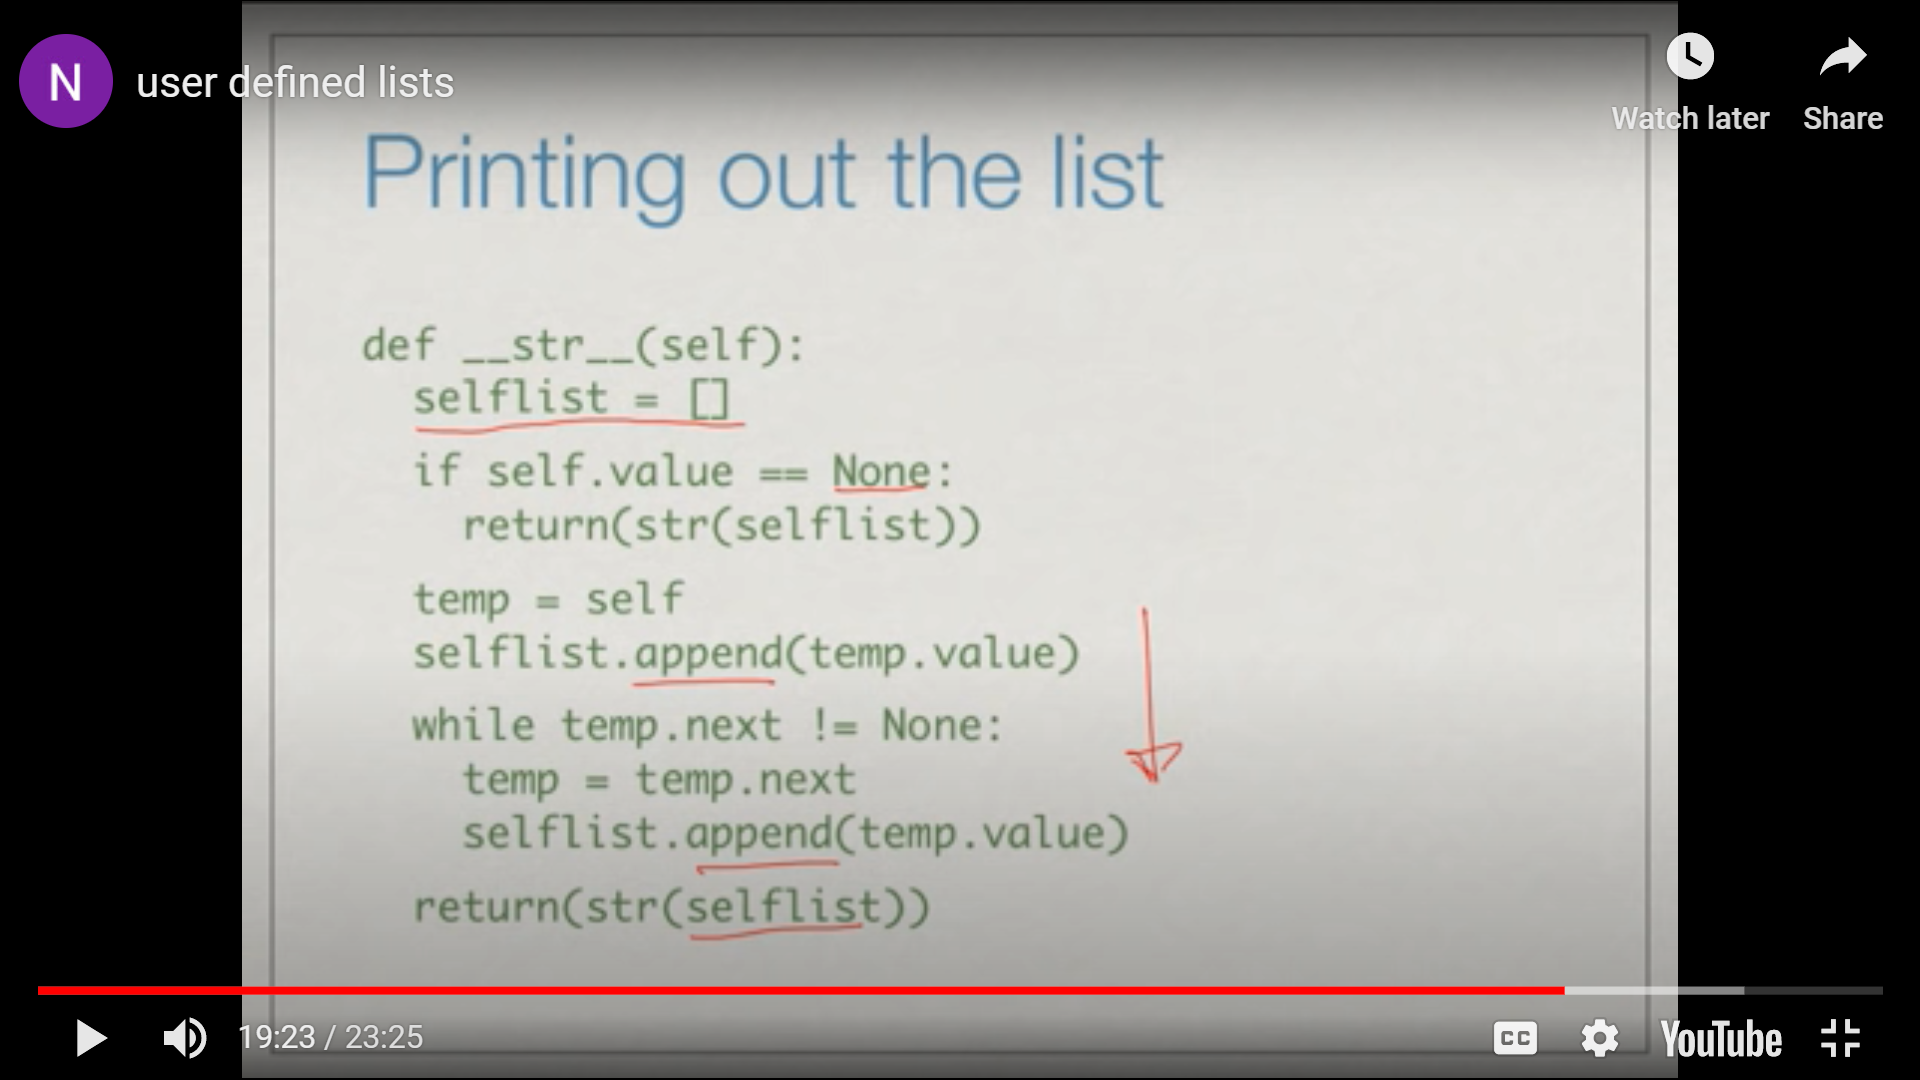 N
user defined lists
Watch later
Share
Printing out the list
def __str__(self):
selflist = []
if self.value == None:
return(str(selflist))
temp = self
selflist.append(temp.value)
while temp.next != None:
temp = temp.next
selflist.append(temp.value)
return(str(selflist))
19:23 / 23:25
CC
YouTube